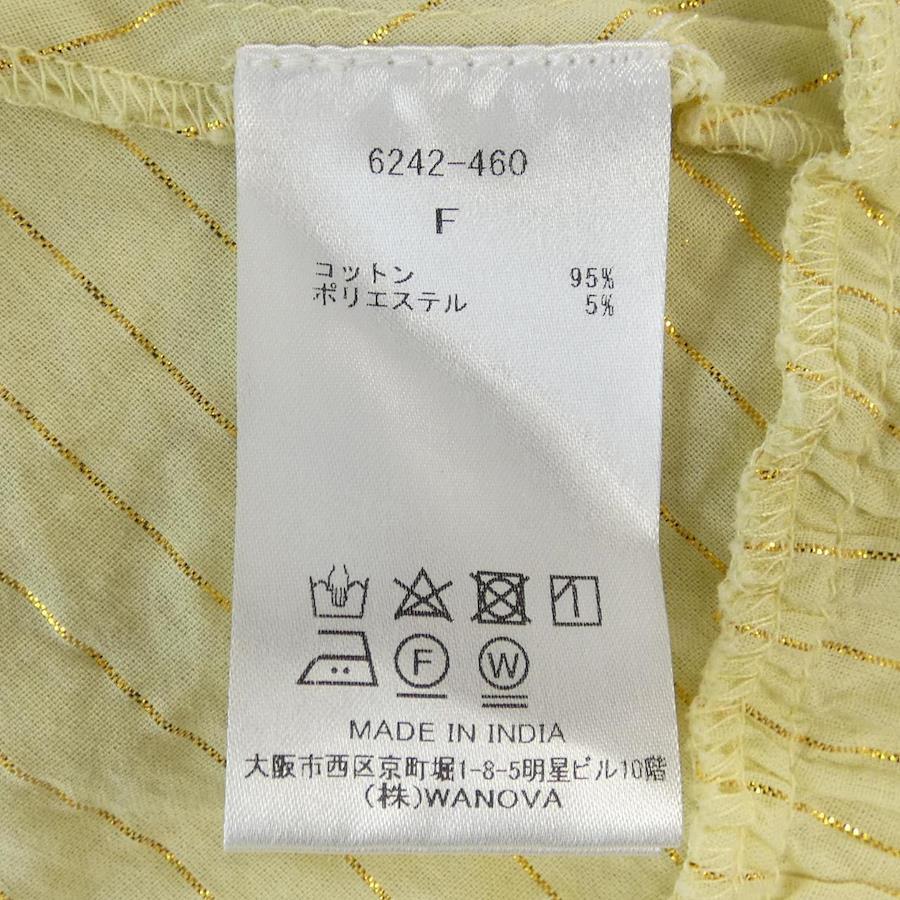 6242-460
F
コットン 95%
ポリエステル 5%
F W
MADE IN INDIA
大阪市西区京町堀1-8-5明星ビル10階
(株)WANOVA